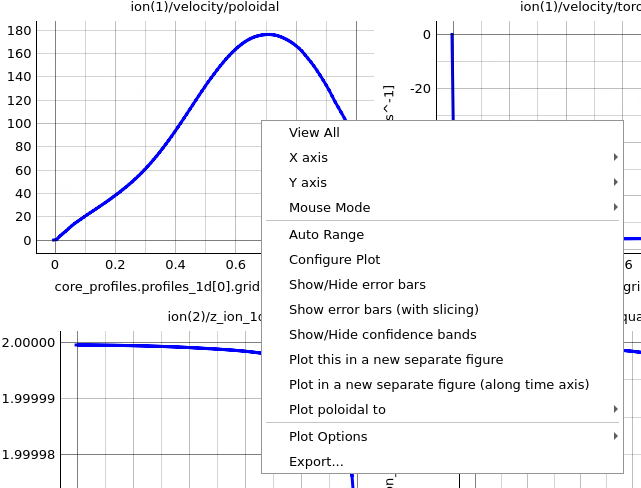 ion(1)/velocity/poloidal
ion(1)/velocity/toro
180
160
140
120
100
80
60
40
20
0
0
0.2
0.4
0.6
core_profiles.profiles_1d[0].grid
s^-1]
0
-20
6
gri
View All
X axis
Y axis
Mouse Mode
Auto Range
Configure Plot
Show/Hide error bars
Show error bars (with slicing)
Show/Hide confidence bands
Plot this in a new separate figure
Plot in a new separate figure (along time axis)
Plot poloidal to
Plot Options
Export...
ion(2)/z_ion_1d
qua
2.00000
1.99999
1.99998
on_